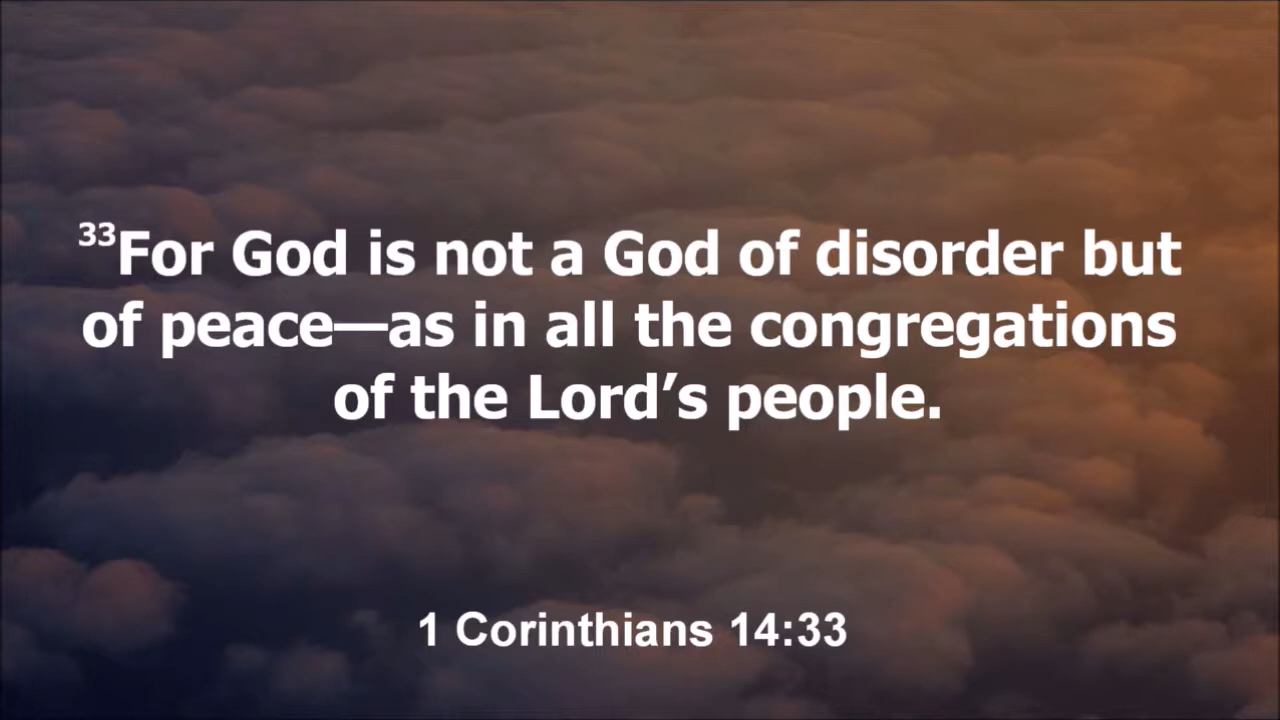 ³³For God is not a God of disorder but
of peace—as in all the congregations
of the Lord’s people.
1 Corinthians 14:33